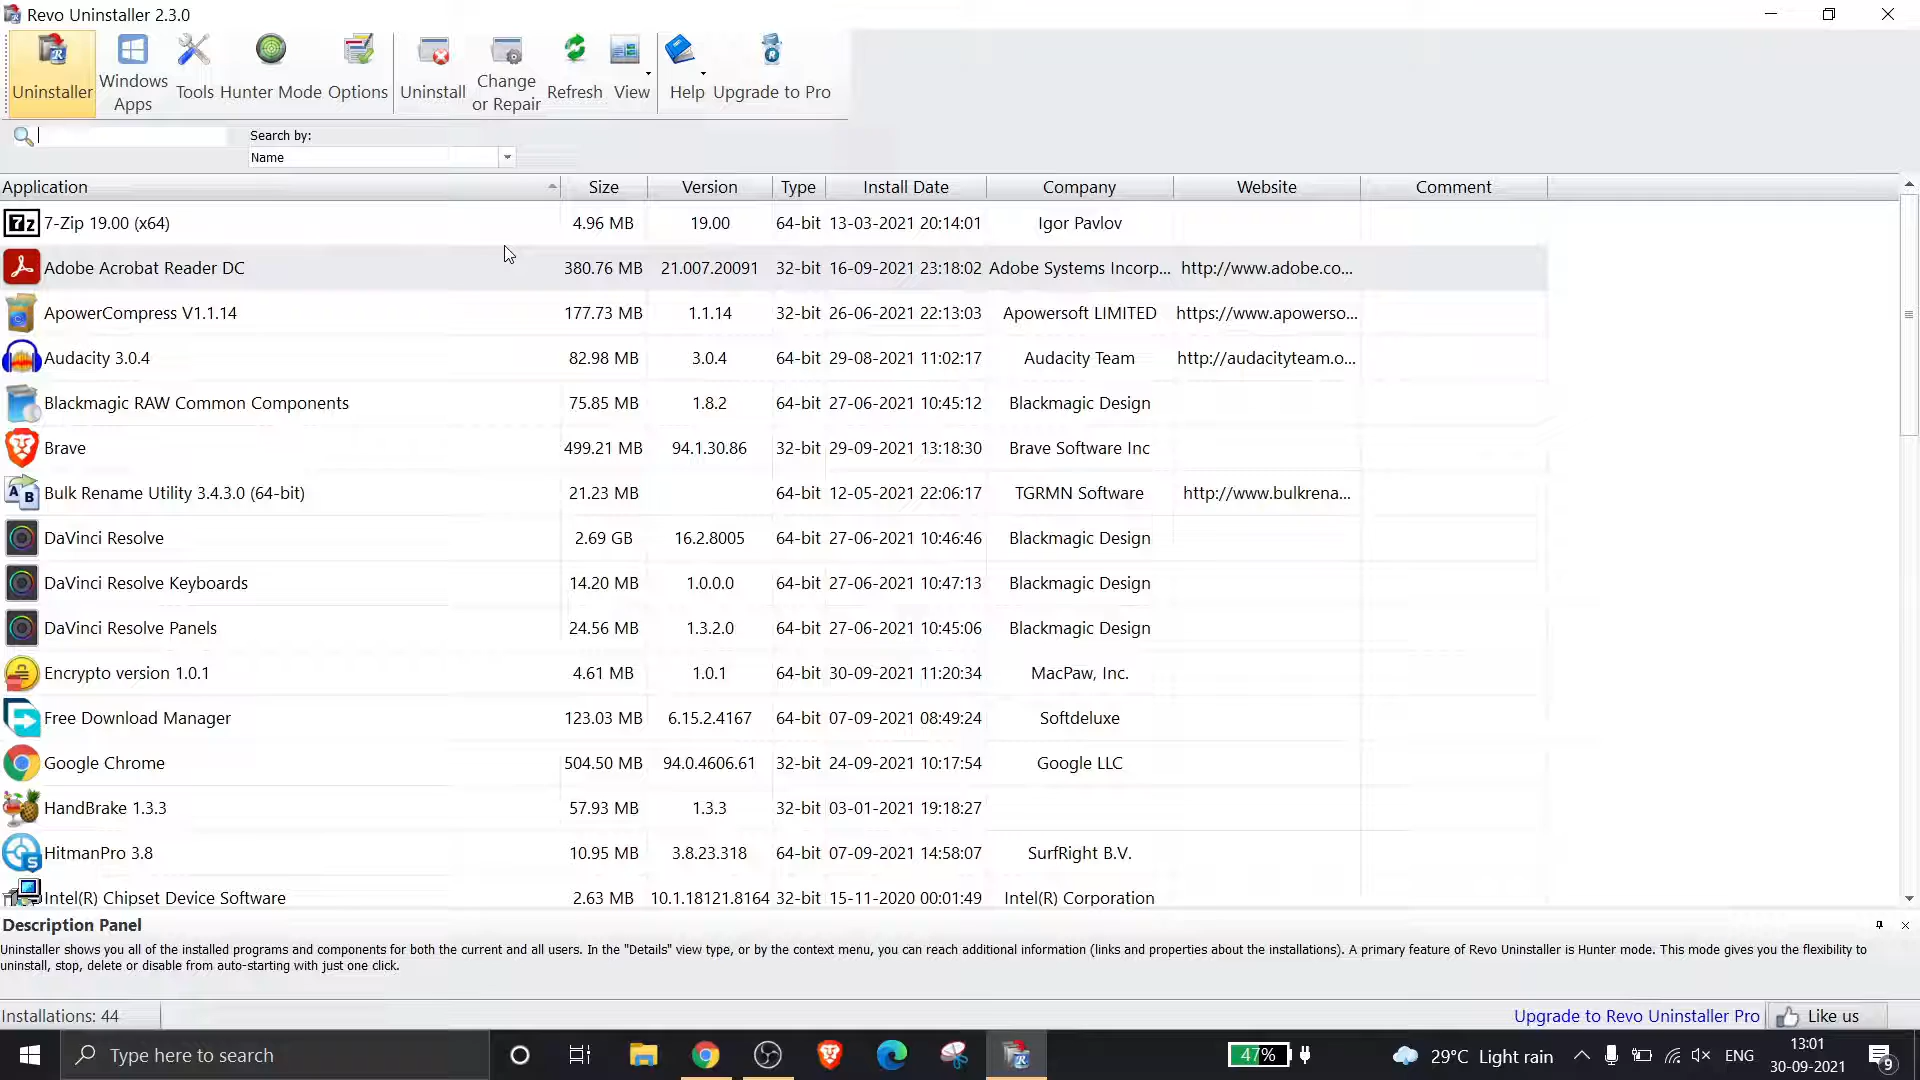 Revo Uninstaller 2.3.0
Uninstaller
Windows Apps
Tools
Hunter Mode
Options
Uninstall
Change or Repair
Refresh
View
Help
Upgrade to Pro
Search by:
Name
Application Size Version Type Install Date Company Website Comment
7-Zip 19.00 (x64) 4.96 MB 19.00 64-bit 13-03-2021 20:14:01 Igor Pavlov
Adobe Acrobat Reader DC 380.76 MB 21.007.20091 32-bit 16-09-2021 23:18:02 Adobe Systems Incorp... http://www.adobe.co...
ApowerCompress V1.1.14 177.73 MB 1.1.14 32-bit 26-06-2021 22:13:03 Apowersoft LIMITED https://www.apowerso...
Audacity 3.0.4 82.98 MB 3.0.4 64-bit 29-08-2021 11:02:17 Audacity Team http://audacityteam.o...
Blackmagic RAW Common Components 75.85 MB 1.8.2 64-bit 27-06-2021 10:45:12 Blackmagic Design
Brave 499.21 MB 94.1.30.86 32-bit 29-09-2021 13:18:30 Brave Software Inc
Bulk Rename Utility 3.4.3.0 (64-bit) 21.23 MB 64-bit 12-05-2021 22:06:17 TGRMN Software http://www.bulkrena...
DaVinci Resolve 2.69 GB 16.2.8005 64-bit 27-06-2021 10:46:46 Blackmagic Design
DaVinci Resolve Keyboards 14.20 MB 1.0.0.0 64-bit 27-06-2021 10:47:13 Blackmagic Design
DaVinci Resolve Panels 24.56 MB 1.3.2.0 64-bit 27-06-2021 10:45:06 Blackmagic Design
Encrypto version 1.0.1 4.61 MB 1.0.1 64-bit 30-09-2021 11:20:34 MacPaw, Inc.
Free Download Manager 123.03 MB 6.15.2.4167 64-bit 07-09-2021 08:49:24 Softdeluxe
Google Chrome 504.50 MB 94.0.4606.61 32-bit 24-09-2021 10:17:54 Google LLC
HandBrake 1.3.3 57.93 MB 1.3.3 32-bit 03-01-2021 19:18:27
HitmanPro 3.8 10.95 MB 3.8.23.318 64-bit 07-09-2021 14:58:07 SurfRight B.V.
Intel(R) Chipset Device Software 2.63 MB 10.1.18121.8164 32-bit 15-11-2020 00:01:49 Intel(R) Corporation
Description Panel
Uninstaller shows you all of the installed programs and components for both the current and all users. In the "Details" view type, or by the context menu, you can reach additional information (links and properties about the installations). A primary feature of Revo Uninstaller is Hunter mode. This mode gives you the flexibility to
uninstall, stop, delete or disable from auto-starting with just one click.
Installations: 44
Upgrade to Revo Uninstaller Pro
Like us
Type here to search
47%
29°C Light rain
ENG
13:01
30-09-2021
9